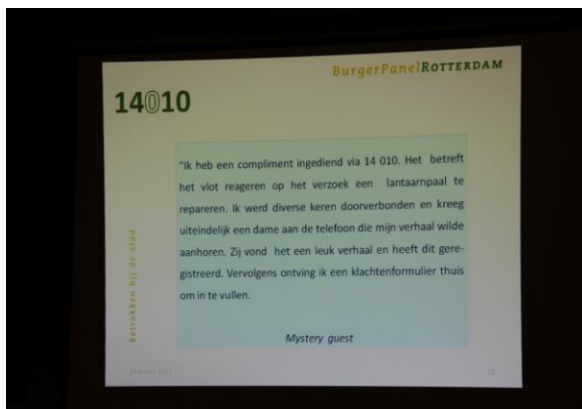 BurgerPanelROTTERDAM
14010
"Ik heb een compliment ingediend via 14 010. Het betreft
het vlot reageren op het verzoek een lantaarnpaal te
repareren. Ik werd diverse keren doorverbonden en kreeg
uiteindelijk een dame aan de telefoon die mijn verhaal wilde
aanhoren. Zij vond het een leuk verhaal en heeft dit gere-
gistreerd. Vervolgens ontving ik een klachtenformulier thuis
om in te vullen.
Mystery guest
betrokken bij de stad